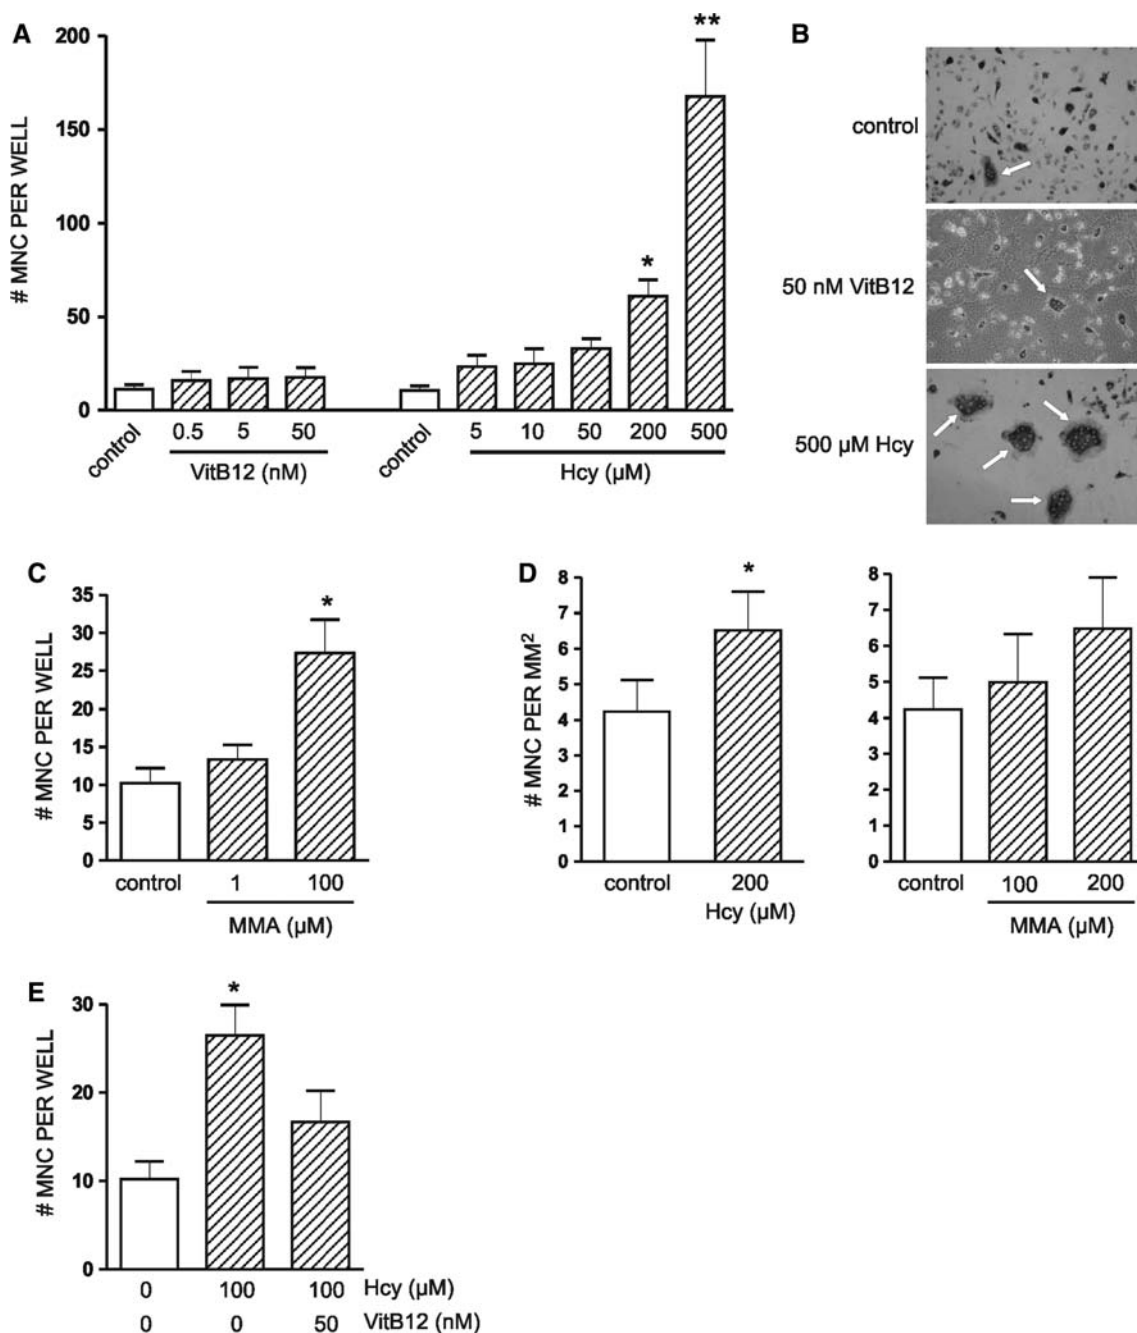 A
# MNC PER WELL
200
150
100
50
0
*
**
control 0.5 5 50 control 5 10 50 200 500
VitB12 (nM) Hcy (µM)
B
control
50 nM VitB12
500 µM Hcy
C
# MNC PER WELL
35
30
25
20
15
10
5
0
*
control 1 100
MMA (µM)
D
# MNC PER MM²
8
7
6
5
4
3
2
1
0
*
control 200
Hcy (µM)
8
7
6
5
4
3
2
1
0
control 100 200
MMA (µM)
E
# MNC PER WELL
30
20
10
0
*
0 100 100 Hcy (µM)
0 0 50 VitB12 (nM)